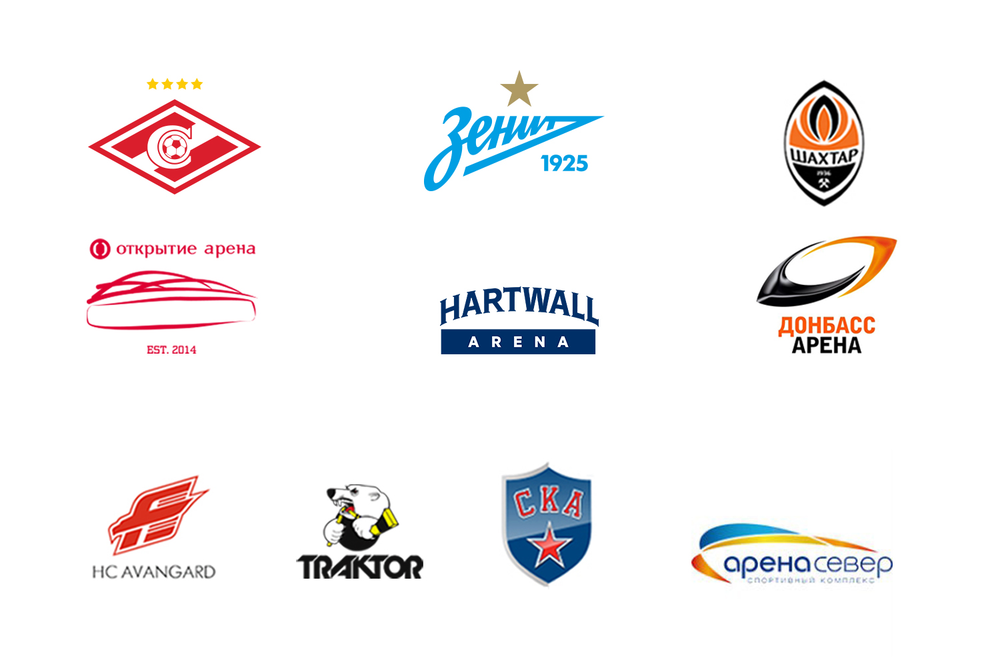 Зенит
1925
ШАХТАР
1936
открытие арена
EST. 2014
HARTWALL
ARENA
ДОНБАСС
АРЕНА
HC AVANGARD
TRAKTOR
СКА
аренасевер
СПОРТИВНЫЙ КОМПЛЕКС